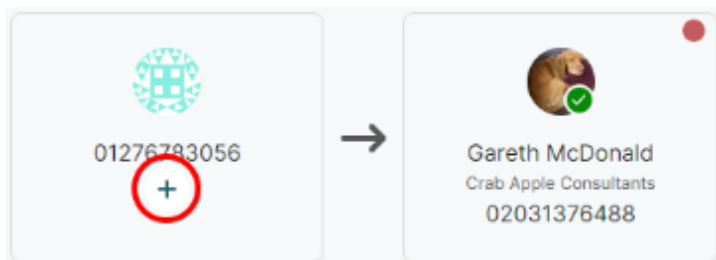 01276783056
+
Gareth McDonald
Crab Apple Consultants
02031376488